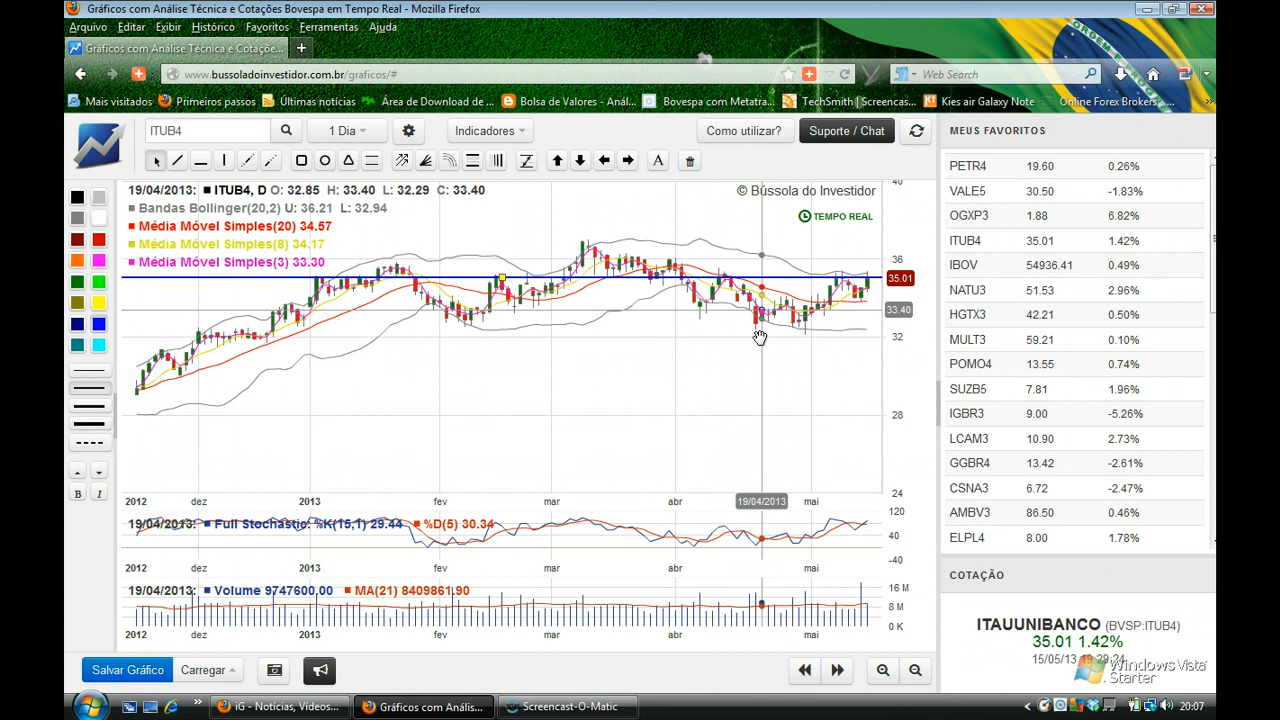 Gráficos com Análise Técnica e Cotações Bovespa em Tempo Real - Mozilla Firefox
Arquivo Editar Exibir Histórico Favoritos Ferramentas Ajuda
Gráficos com Análise Técnica e Cotaçõe...
www.bussoladoinvestidor.com.br/graficos/#
Web Search
Mais visitados Primeiros passos Últimas notícias Área de Download de ... Bolsa de Valores - Anál... Bovespa com Metatra... TechSmith | Screencas... Kies air Galaxy Note Online Forex Brokers -...
ITUB4 1 Dia Indicadores Como utilizar? Suporte / Chat
MEUS FAVORITOS
A
PETR4 19.60 0.26%
VALE5 30.50 -1.83%
OGXP3 1.88 6.82%
ITUB4 35.01 1.42%
IBOV 54936.41 0.49%
NATU3 51.53 2.96%
HGTX3 42.21 0.50%
MULT3 59.21 0.10%
POMO4 13.55 0.74%
SUZB5 7.81 1.96%
IGBR3 9.00 -5.26%
LCAM3 10.90 2.73%
GGBR4 13.42 -2.61%
CSNA3 6.72 -2.47%
AMBV3 86.50 0.46%
ELPL4 8.00 1.78%
19/04/2013: ITUB4, D O: 32.85 H: 33.40 L: 32.29 C: 33.40
© Bússola do Investidor
Bandas Bollinger(20,2) U: 36.21 L: 32.94
TEMPO REAL
Média Móvel Simples(20) 34.57
Média Móvel Simples(8) 34.17
Média Móvel Simples(3) 33.30
40
36
35.01
33.40
32
28
24
2012 dez 2013 fev mar abr 19/04/2013 mai
B I
19/04/2013: Full Stochastic: %K(15,1) 29.44 %D(5) 30.34
120
40
-40
2012 dez 2013 fev mar abr mai
19/04/2013: Volume 9747600,00 MA(21) 8409861,90
16 M
8 M
0 K
2012 dez 2013 fev mar abr mai
Salvar Gráfico Carregar
COTAÇÃO
ITAUUNIBANCO (BVSP:ITUB4)
35.01 1.42%
15/05/13 19:29:24
Windows Vista
Starter
iG - Notícias, Vídeos... Gráficos com Anális... Screencast-O-Matic 20:07